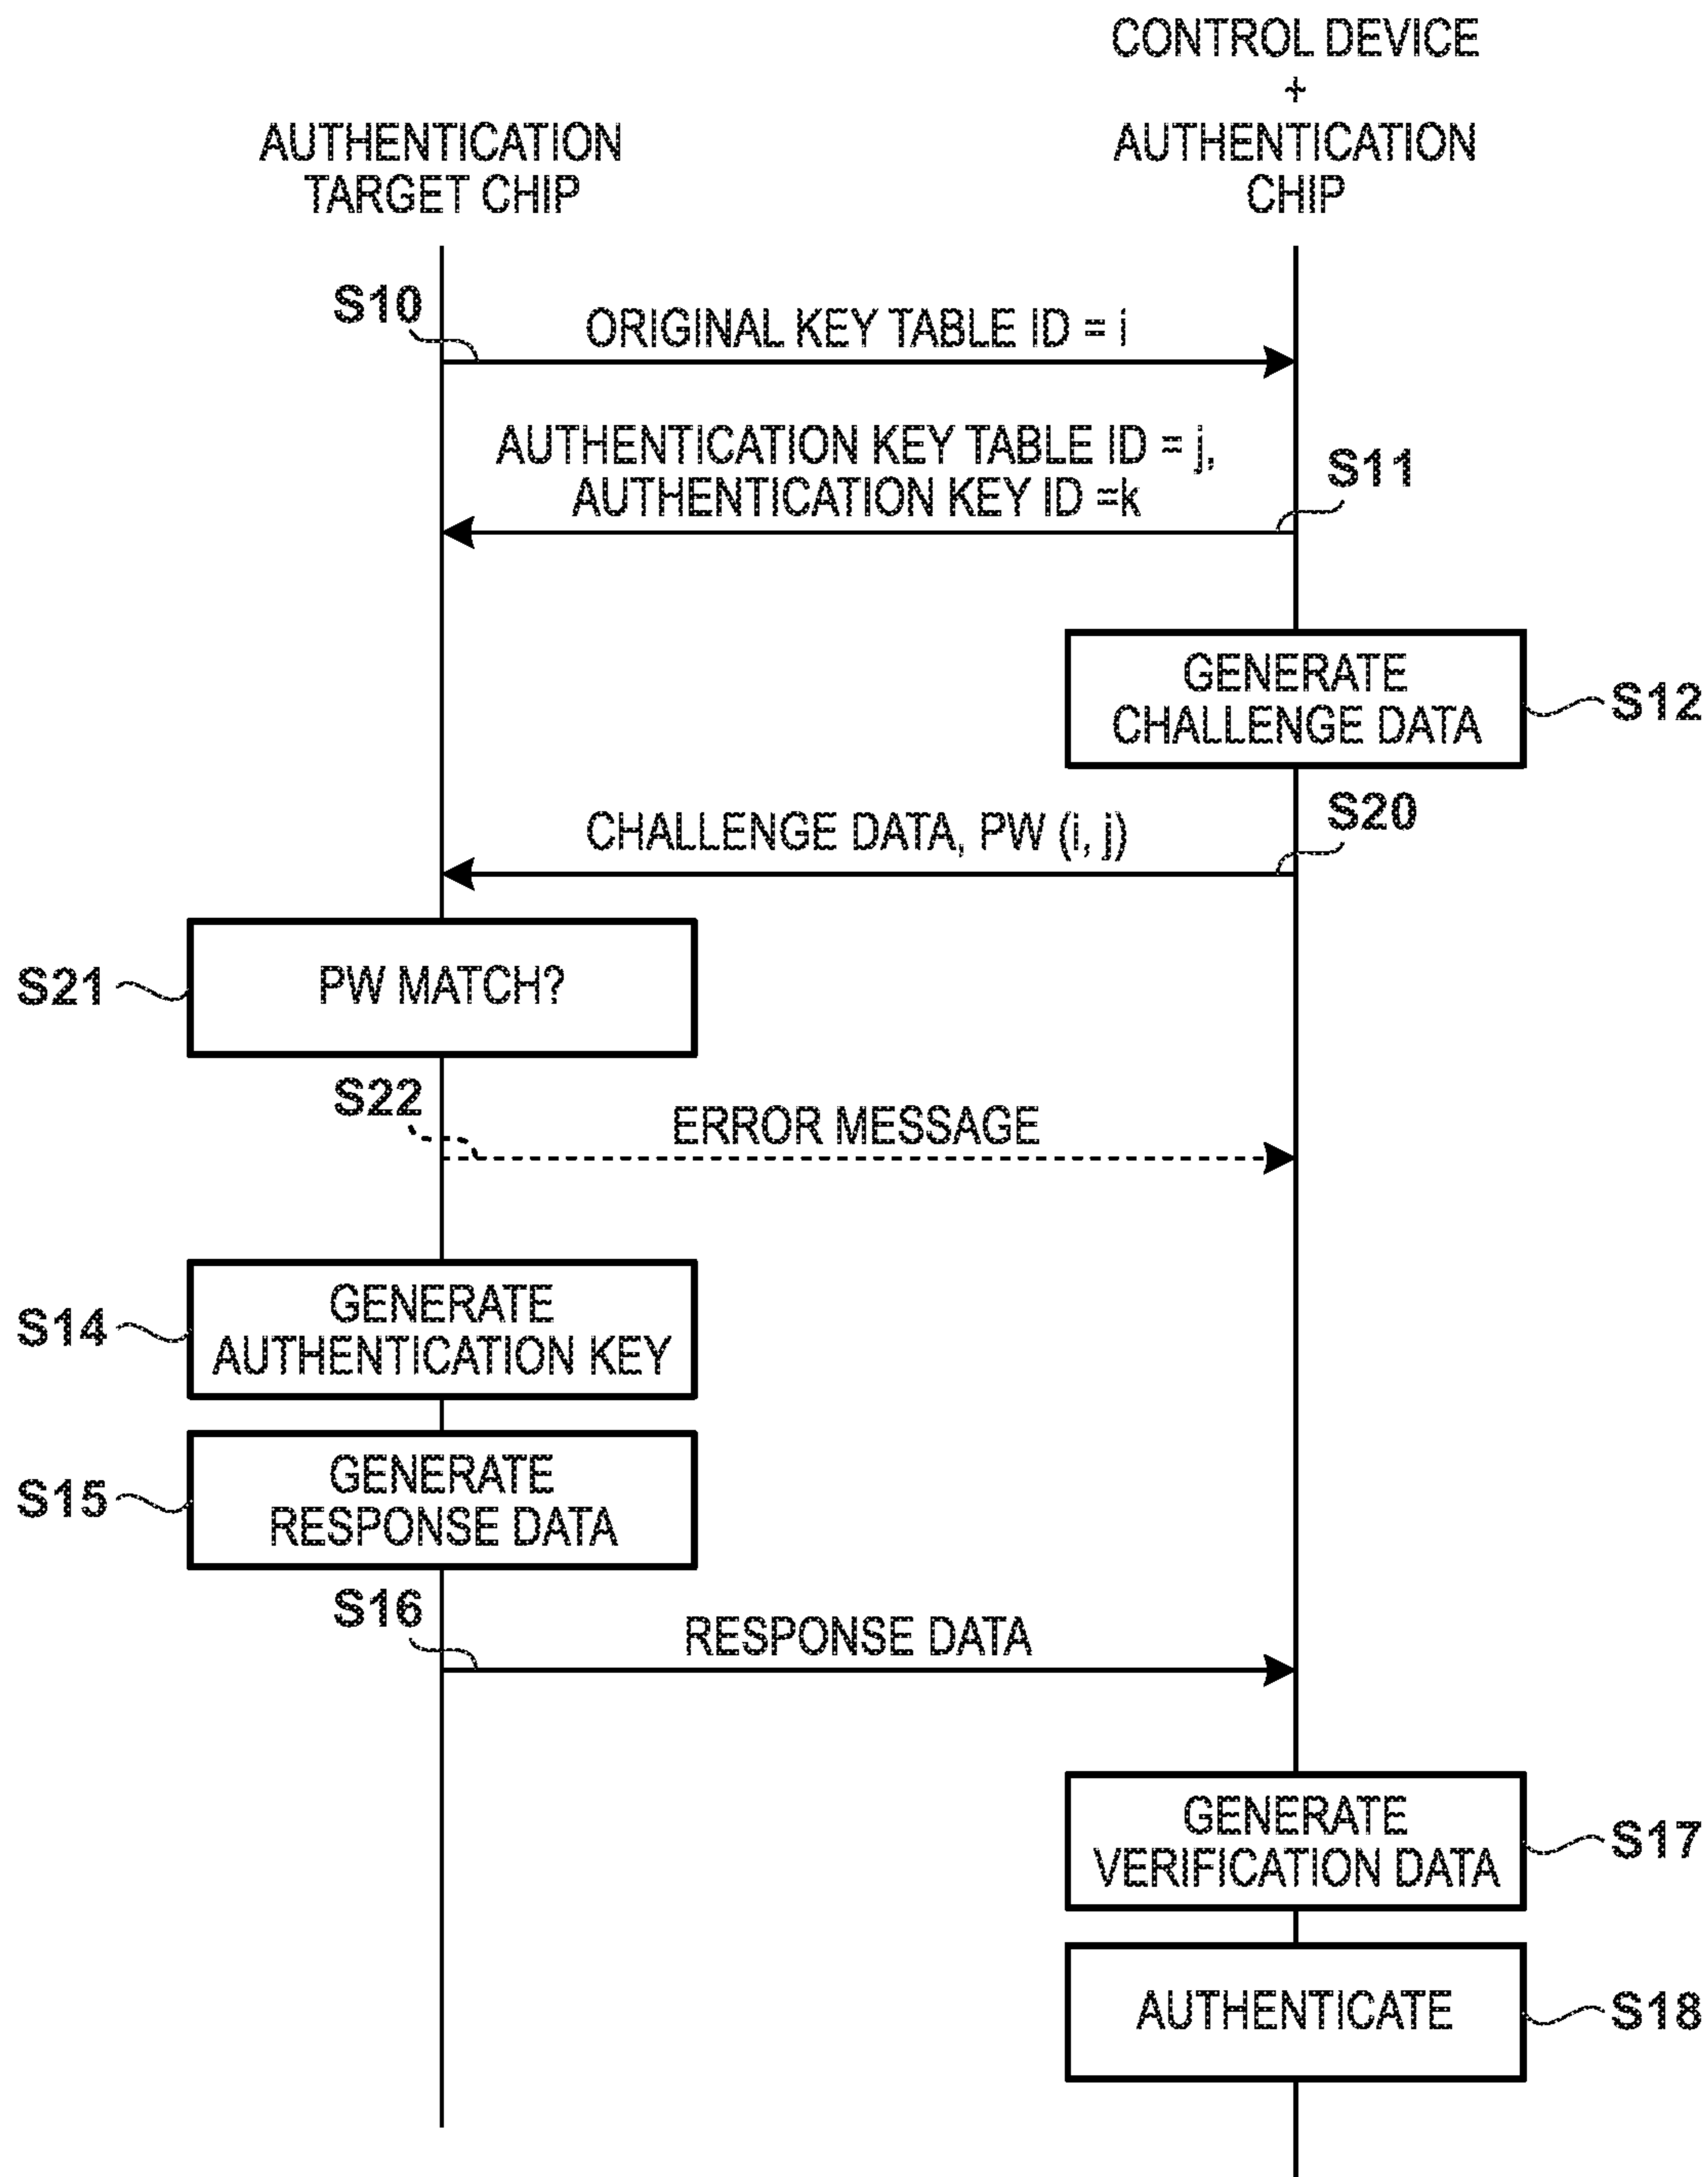 CONTROL DEVICE
+
AUTHENTICATION
CHIP
AUTHENTICATION
TARGET CHIP
S10
ORIGINAL KEY TABLE ID = i
AUTHENTICATION KEY TABLE ID = j,
AUTHENTICATION KEY ID =k
S11
GENERATE
CHALLENGE DATA
S12
CHALLENGE DATA, PW (i, j)
S20
S21
PW MATCH?
S22
ERROR MESSAGE
S14
GENERATE
AUTHENTICATION KEY
S15
GENERATE
RESPONSE DATA
S16
RESPONSE DATA
GENERATE
VERIFICATION DATA
S17
AUTHENTICATE
S18